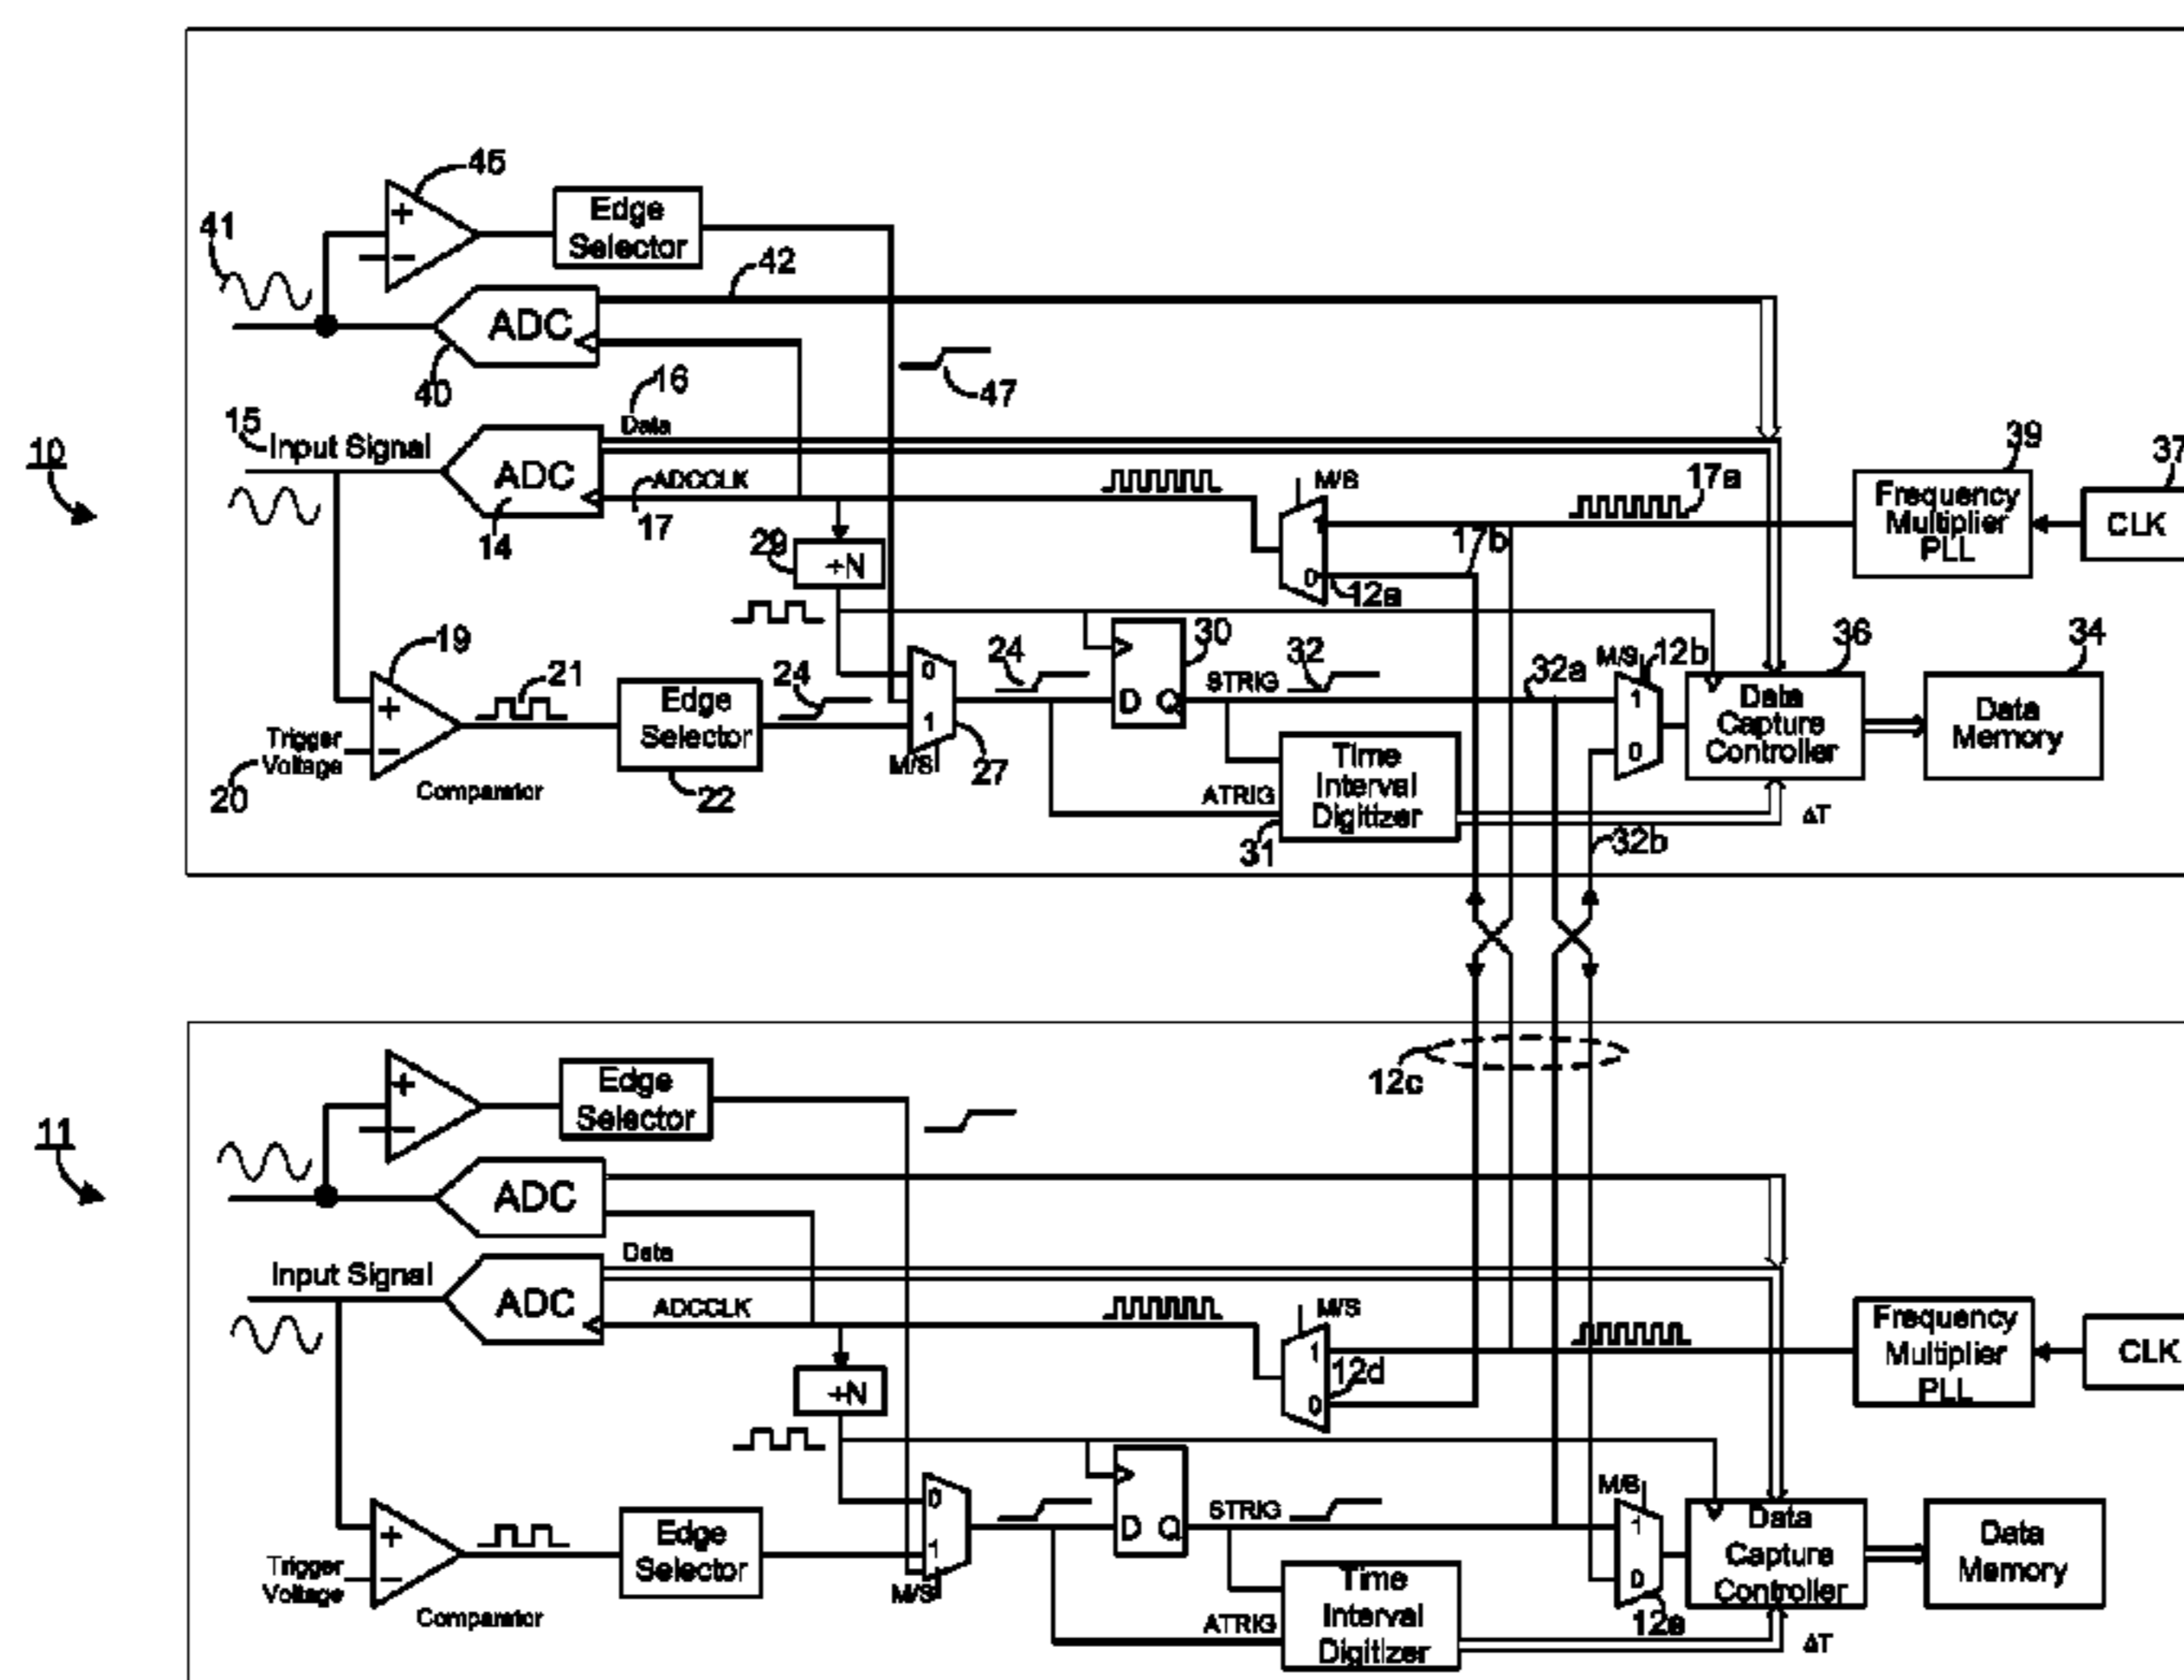 45
Edge
Selector
41
42
ADC
40
47
16
Data
15
Input Signal
ADC
14
ADCCLK
17
10
M/S
17a
39
37
Frequency
Multiplier
PLL
CLK
1
0
17b
12a
29
÷N
19
21
24
24
30
STRIG
32
32a
M/S
12b
36
34
Edge
Selector
22
0
1
M/S
27
D Q
1
0
Data
Capture
Controller
Data
Memory
+
−
Trigger
Voltage
20
Comparator
ATRIG
Time
Interval
Digitizer
31
ΔT
32b
12c
11
+
−
Edge
Selector
ADC
Data
Input Signal
ADC
ADCCLK
M/S
1
0
12d
Frequency
Multiplier
PLL
CLK
÷N
0
1
M/S
D Q
STRIG
M/S
1
0
12e
Data
Capture
Controller
Data
Memory
+
−
Trigger
Voltage
Comparator
Edge
Selector
ATRIG
Time
Interval
Digitizer
ΔT